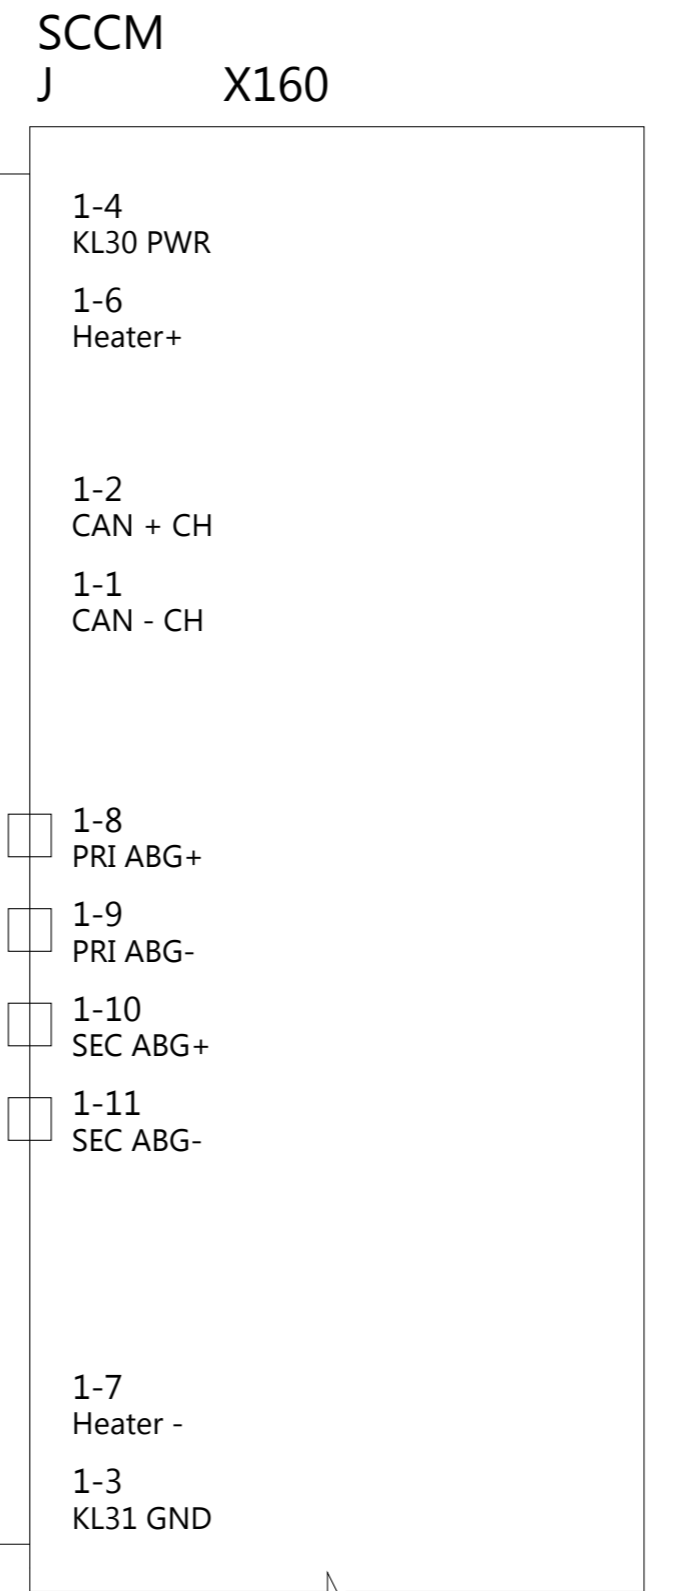 SCCM
J X160
1-4
KL30 PWR
1-6
Heater+
1-2
CAN + CH
1-1
CAN - CH
1-8
PRI ABG+
1-9
PRI ABG-
1-10
SEC ABG+
1-11
SEC ABG-
1-7
Heater -
1-3
KL31 GND